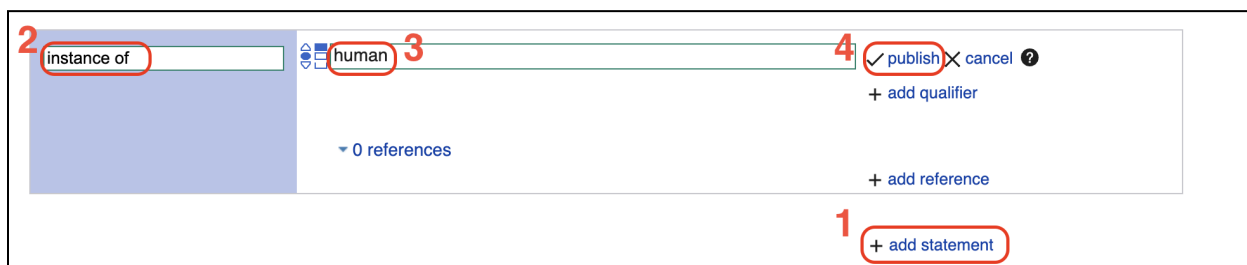 2 instance of human 3 4 publish cancel ?
+ add qualifier
0 references
+ add reference
1
+ add statement